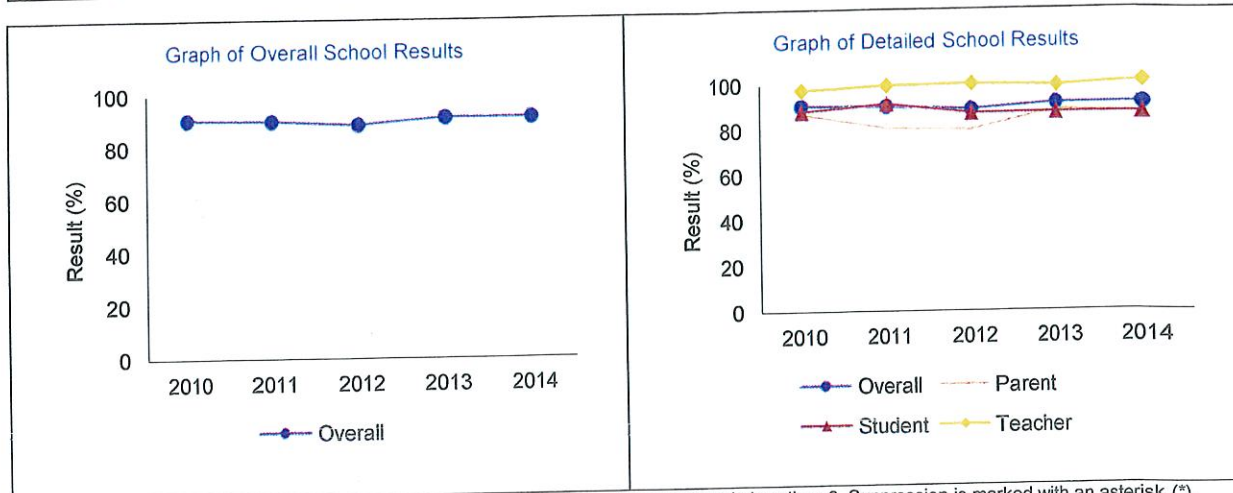 Graph of Overall School Results
100
80
60
40
20
0
Result (%)
2010 2011 2012 2013 2014
Overall
Graph of Detailed School Results
100
80
60
40
20
0
Result (%)
2010 2011 2012 2013 2014
Overall Parent
Student Teacher
6. Suppression is marked with an asterisk (*)